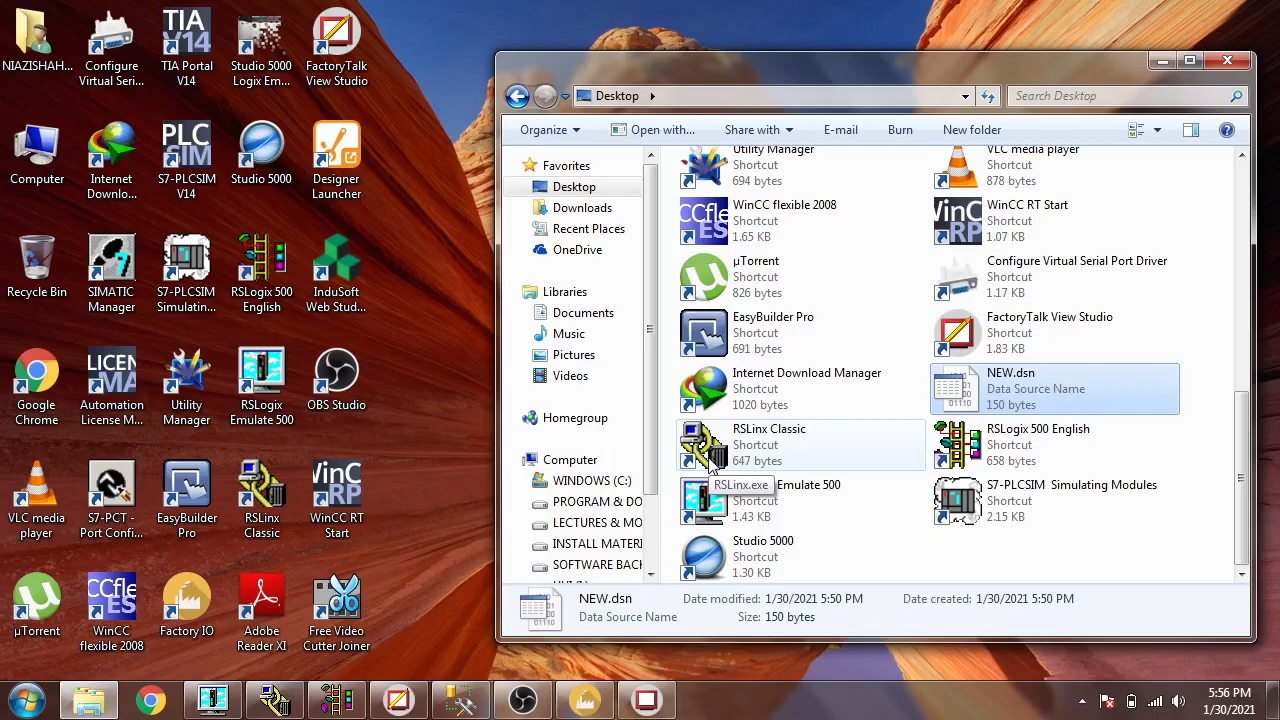 NIAZISHAH...
Configure
Virtual Seri...
TIA Portal
V14
Studio 5000
Logix Em...
FactoryTalk
View Studio
Computer
Internet
Downlo...
S7-PLCSIM
V14
Studio 5000
Designer
Launcher
Recycle Bin
SIMATIC
Manager
S7-PLCSIM
Simulatin...
RSLogix 500
English
InduSoft
Web Stud...
Google
Chrome
Automation
License M...
Utility
Manager
RSLogix
Emulate 500
OBS Studio
VLC media
player
S7-PCT -
Port Confi...
EasyBuilder
Pro
RSLinx
Classic
WinCC RT
Start
µTorrent
WinCC
flexible 2008
Factory IO
Adobe
Reader XI
Free Video
Cutter Joiner
Desktop
Search Desktop
Organize
Open with...
Share with
E-mail
Burn
New folder
Favorites
Desktop
Downloads
Recent Places
OneDrive
Libraries
Documents
Music
Pictures
Videos
Homegroup
Computer
WINDOWS (C:)
PROGRAM & DO
LECTURES & MO
INSTALL MATERI
SOFTWARE BACK
Utility Manager
Shortcut
694 bytes
VLC media player
Shortcut
878 bytes
WinCC flexible 2008
Shortcut
1.65 KB
WinCC RT Start
Shortcut
1.07 KB
µTorrent
Shortcut
826 bytes
Configure Virtual Serial Port Driver
Shortcut
1.17 KB
EasyBuilder Pro
Shortcut
691 bytes
FactoryTalk View Studio
Shortcut
1.83 KB
Internet Download Manager
Shortcut
1020 bytes
NEW.dsn
Data Source Name
150 bytes
RSLinx Classic
Shortcut
647 bytes
RSLogix 500 English
Shortcut
658 bytes
RSLinx.exe
Emulate 500
Shortcut
1.43 KB
S7-PLCSIM Simulating Modules
Shortcut
2.15 KB
Studio 5000
Shortcut
1.30 KB
NEW.dsn
Data Source Name
Date modified: 1/30/2021 5:50 PM
Size: 150 bytes
Date created: 1/30/2021 5:50 PM
5:56 PM
1/30/2021